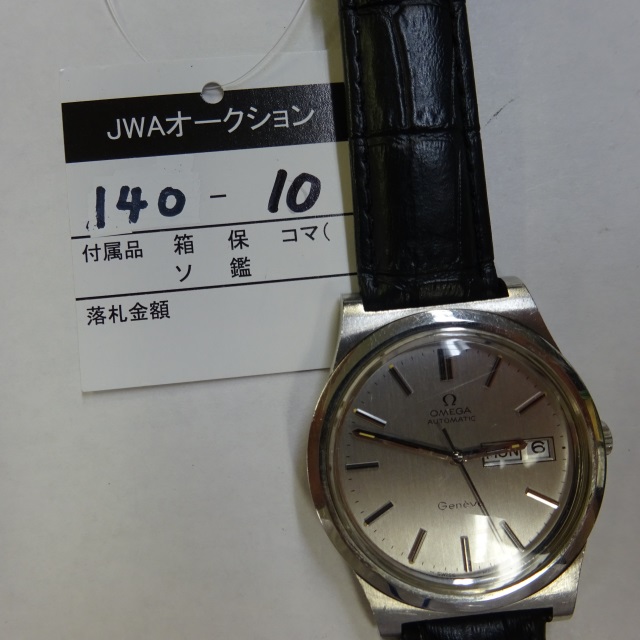 JWAオークション
140 - 10
付属品 箱 保 コマ(
ソ 鑑
落札金額
OMEGA
AUTOMATIC
MON 6
Genève